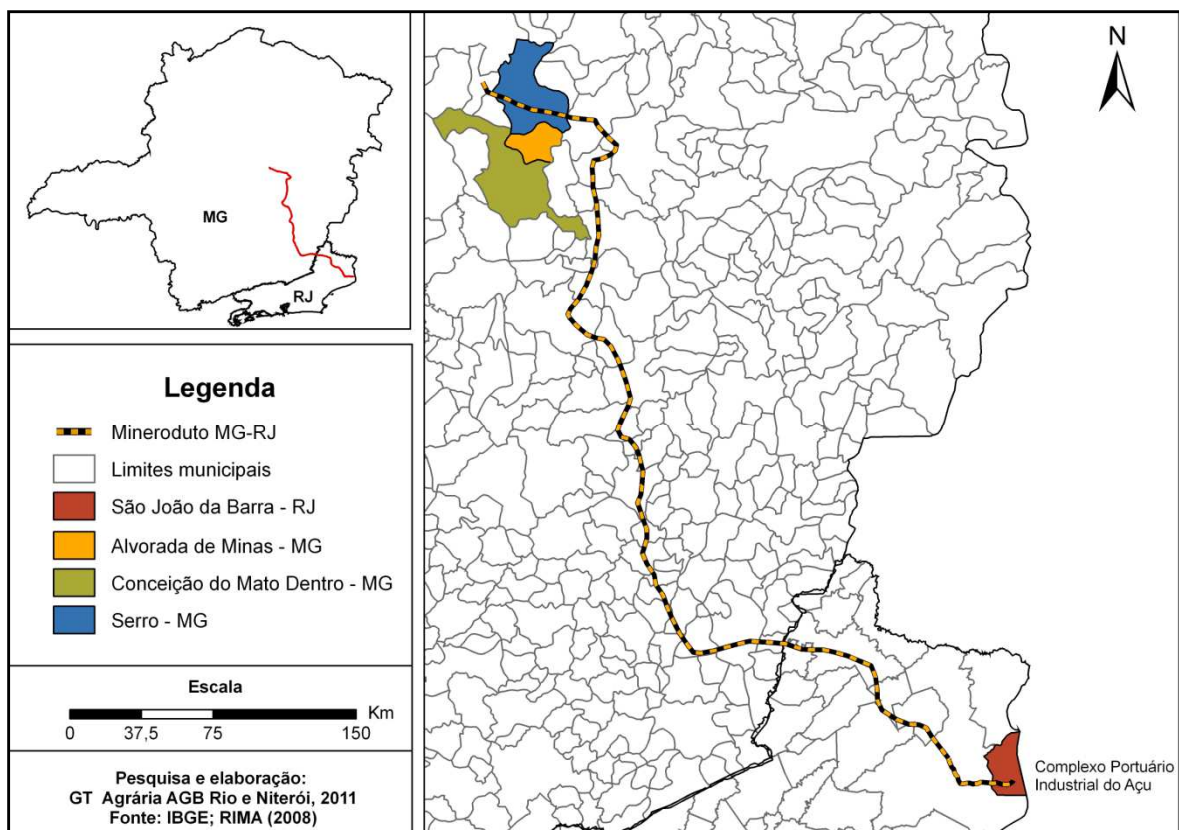 MG
RJ
Legenda
Mineroduto MG-RJ
Limites municipais
São João da Barra - RJ
Alvorada de Minas - MG
Conceição do Mato Dentro - MG
Serro - MG
Escala
Km
0 37,5 75 150
Pesquisa e elaboração:
GT Agrária AGB Rio e Niterói, 2011
Fonte: IBGE; RIMA (2008)
N
Complexo Portuário
Industrial do Açu